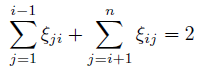 \sum_{j=1}^{i-1} \xi_{ji} + \sum_{j=i+1}^{n} \xi_{ij} = 2